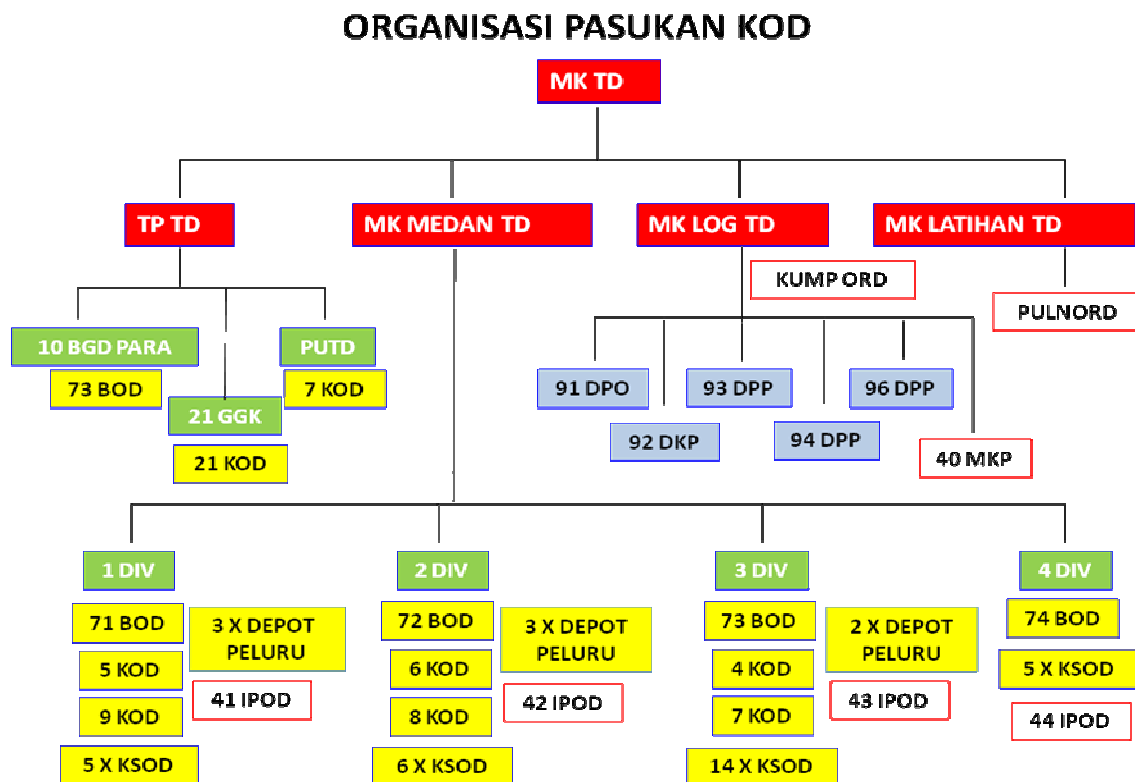 ORGANISASI PASUKAN KOD
MK TD
TP TD
MK MEDAN TD
MK LOG TD
MK LATIHAN TD
KUMP ORD
PULNORD
10 BGD PARA
PUTD
73 BOD
7 KOD
21 GGK
21 KOD
91 DPO
93 DPP
96 DPP
92 DKP
94 DPP
40 MKP
1 DIV
2 DIV
3 DIV
4 DIV
71 BOD
5 KOD
9 KOD
5 X KSOD
3 X DEPOT
PELURU
41 IPOD
72 BOD
6 KOD
8 KOD
6 X KSOD
3 X DEPOT
PELURU
42 IPOD
73 BOD
4 KOD
7 KOD
14 X KSOD
2 X DEPOT
PELURU
43 IPOD
74 BOD
5 X KSOD
44 IPOD